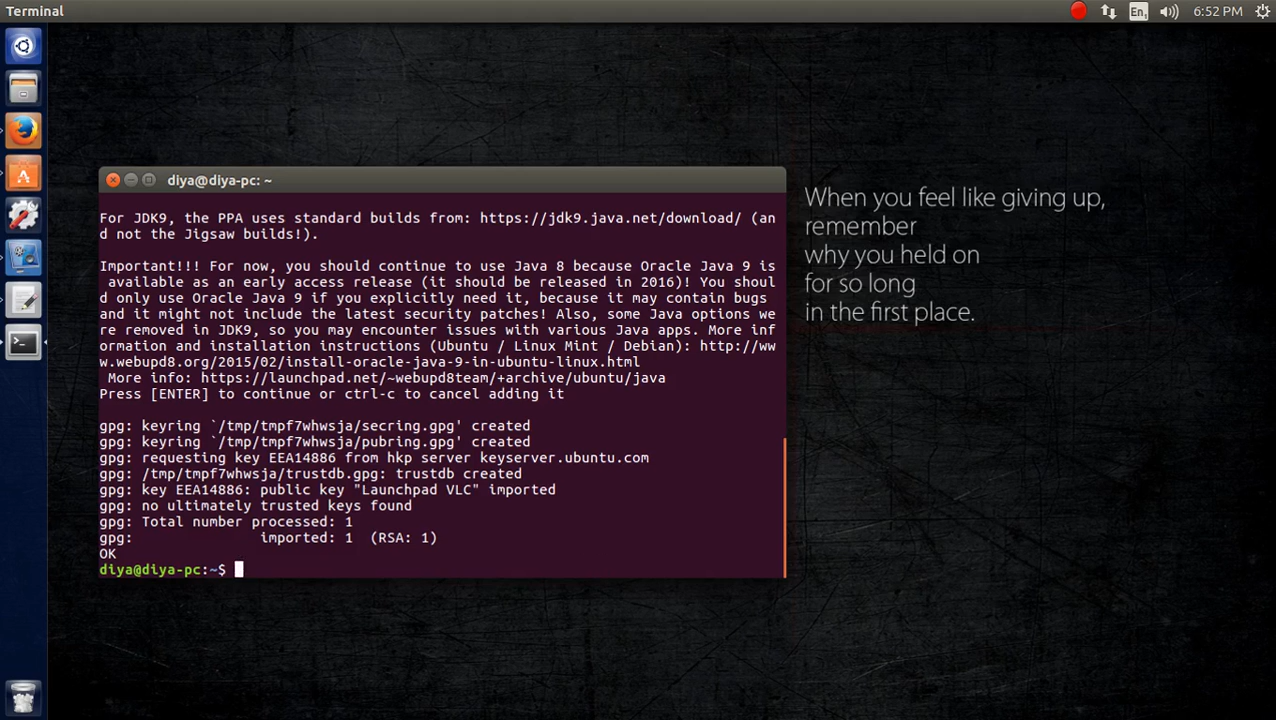 Terminal
En1
6:52 PM
diya@diya-pc: ~
For JDK9, the PPA uses standard builds from: https://jdk9.java.net/download/ (an
d not the Jigsaw builds!).
Important!!! For now, you should continue to use Java 8 because Oracle Java 9 is
 available as an early access release (it should be released in 2016)! You shoul
d only use Oracle Java 9 if you explicitly need it, because it may contain bugs
and it might not include the latest security patches! Also, some Java options we
re removed in JDK9, so you may encounter issues with various Java apps. More inf
ormation and installation instructions (Ubuntu / Linux Mint / Debian): http://ww
w.webupd8.org/2015/02/install-oracle-java-9-in-ubuntu-linux.html
 More info: https://launchpad.net/~webupd8team/+archive/ubuntu/java
Press [ENTER] to continue or ctrl-c to cancel adding it
gpg: keyring `/tmp/tmpf7whwsja/secring.gpg' created
gpg: keyring `/tmp/tmpf7whwsja/pubring.gpg' created
gpg: requesting key EEA14886 from hkp server keyserver.ubuntu.com
gpg: /tmp/tmpf7whwsja/trustdb.gpg: trustdb created
gpg: key EEA14886: public key "Launchpad VLC" imported
gpg: no ultimately trusted keys found
gpg: Total number processed: 1
gpg:               imported: 1  (RSA: 1)
OK
diya@diya-pc:~$
When you feel like giving up,
remember
why you held on
for so long
in the first place.